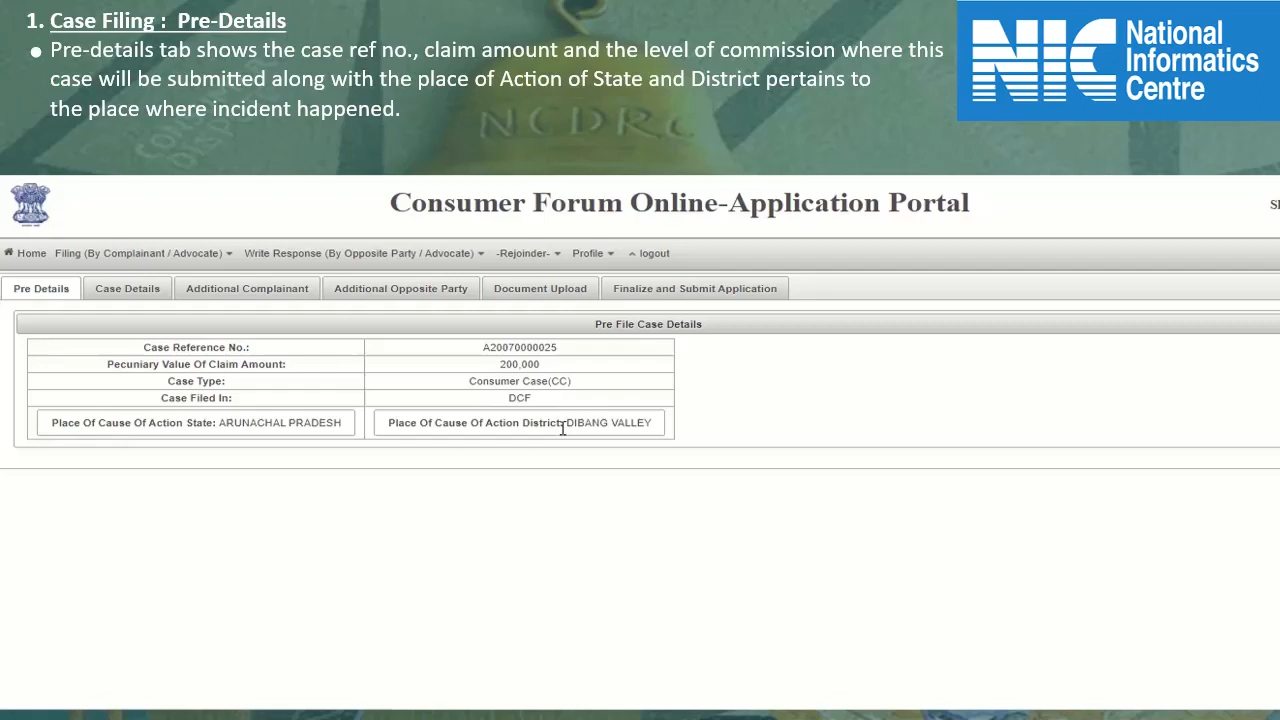 1. Case Filing :  Pre-Details
● Pre-details tab shows the case ref no., claim amount and the level of commission where this
case will be submitted along with the place of Action of State and District pertains to
the place where incident happened.
NIC National
Informatics
Centre
NCDRC
Consumer Forum Online-Application Portal
Home Filing (By Complainant / Advocate) Write Response (By Opposite Party / Advocate) -Rejoinder- Profile logout
Pre Details Case Details Additional Complainant Additional Opposite Party Document Upload Finalize and Submit Application
Pre File Case Details
Case Reference No.: A20070000025
Pecuniary Value Of Claim Amount: 200,000
Case Type: Consumer Case(CC)
Case Filed In: DCF
Place Of Cause Of Action State: ARUNACHAL PRADESH Place Of Cause Of Action District: DIBANG VALLEY